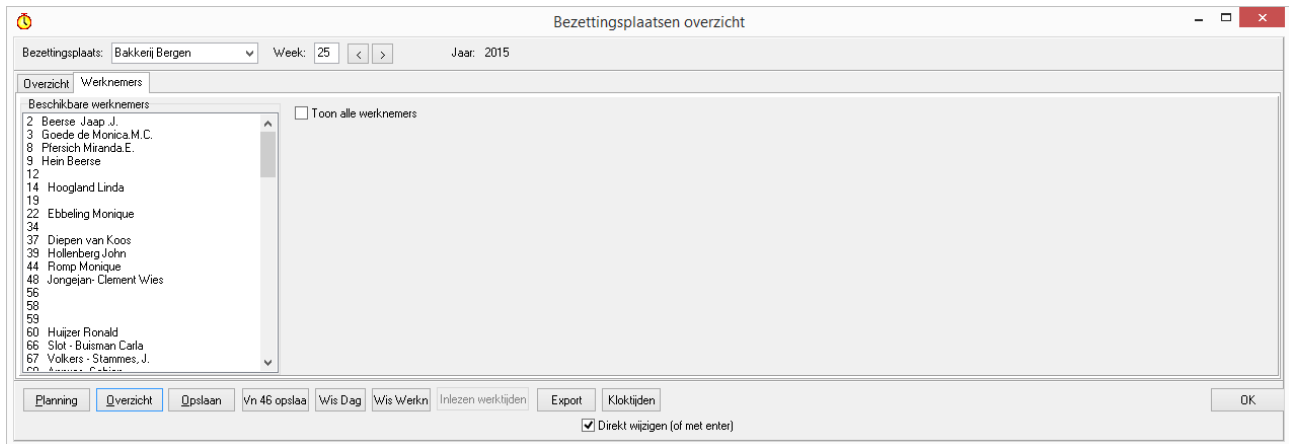 Bezettingsplaatsen overzicht
Bezettingsplaats: Bakkerij Bergen Week: 25 < > Jaar: 2015
Overzicht Werknemers
Beschikbare werknemers
Toon alle werknemers
2 Beerse Jaap .J.
3 Goede de Monica.M.C.
8 Pfersich Miranda.E.
9 Hein Beerse
12
14 Hoogland Linda
19
22 Ebbeling Monique
34
37 Diepen van Koos
39 Hollenberg John
44 Romp Monique
48 Jongejan- Clement Wies
56
58
59
60 Huijzer Ronald
66 Slot - Buisman Carla
67 Volkers - Stammes, J.
Planning Overzicht Opslaan Vn 46 opslaa Wis Dag Wis Werkn Inlezen werktijden Export Kloktijden OK
Direkt wijzigen (of met enter)